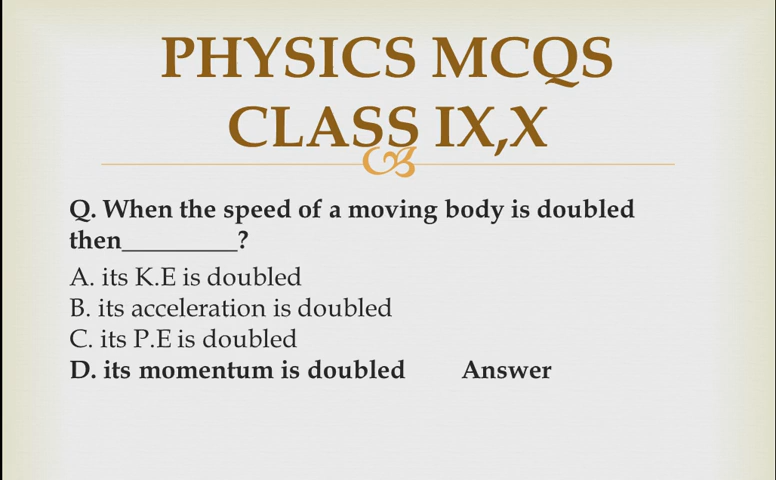 PHYSICS MCQS
CLASS IX,X
Q. When the speed of a moving body is doubled
then_________?
A. its K.E is doubled
B. its acceleration is doubled
C. its P.E is doubled
D. its momentum is doubled Answer